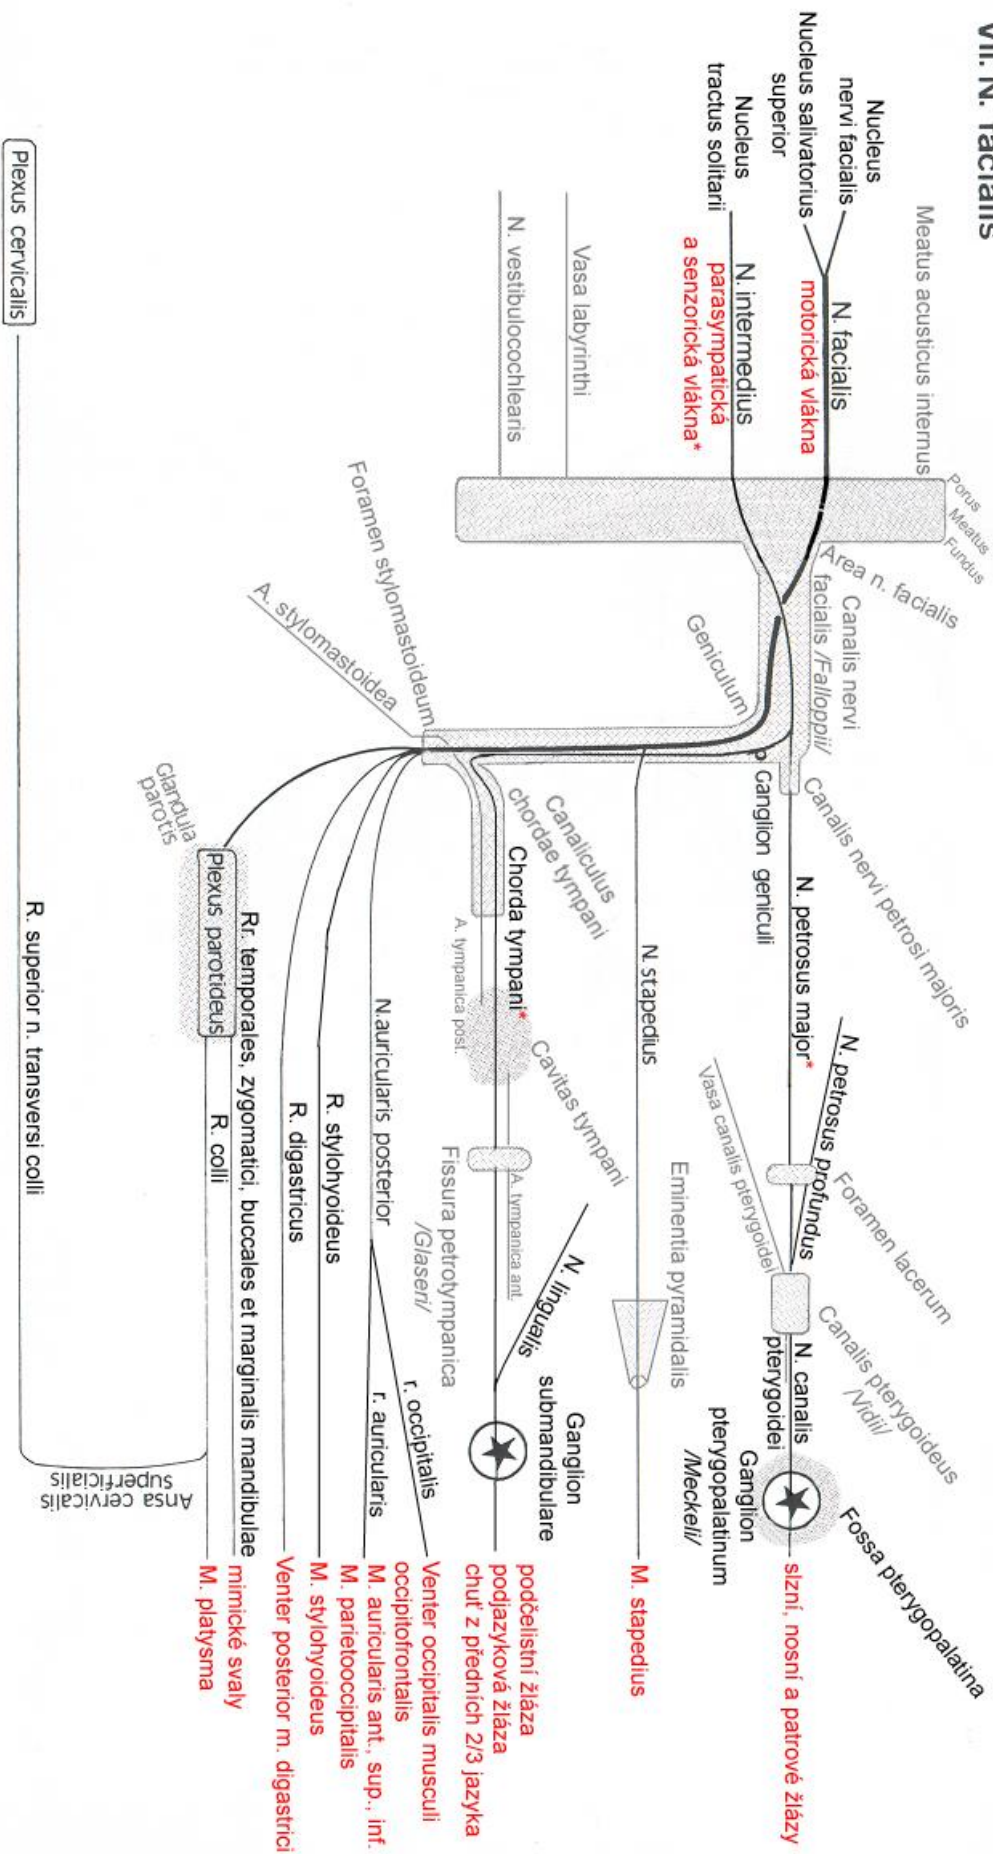 VII. N. facialis
Meatus acusticus internus
Porus
Meatus
Fundus
Nucleus
nervi facialis
Nucleus salivatorius
superior
Nucleus
tractus solitarii
N. facialis
motorická vlákna
N. intermedius
parasympatická
a senzorická vlákna*
Vasa labyrinthi
N. vestibulocochlearis
Area n. facialis
Canalis nervi
facialis /Falloppii/
Geniculum
Canalis nervi petrosi majoris
Ganglion geniculi
N. petrosus major*
N. petrosus profundus
Foramen lacerum
Vasa canalis pterygoidei
Canalis pterygoideus
/Vidii/
N. canalis
pterygoidei
Fossa pterygopalatina
Ganglion
pterygopalatinum
/Meckeli/
slzní, nosní a patrové žlázy
N. stapedius
Eminentia pyramidalis
M. stapedius
Foramen stylomastoideum
A. stylomastoidea
Canaliculus
chordae tympani
Chorda tympani*
A. tympanica post.
Cavitas tympani
A. tympanica ant.
Fissura petrotympanica
/Glaseri/
N. lingualis
Ganglion
submandibulare
podčelistní žláza
podjazyková žláza
chuť z předních 2/3 jazyka
N.auricularis posterior
r. occipitalis
r. auricularis
Venter occipitalis musculi
occipitofrontalis
M. auricularis ant., sup., inf.
M. parietooccipitalis
R. stylohyoideus
M. stylohyoideus
R. digastricus
Venter posterior m. digastrici
Glandula
parotis
Plexus parotideus
Rr. temporales, zygomatici, buccales et marginalis mandibulae
mimické svaly
R. colli
M. platysma
Plexus cervicalis
R. superior n. transversi colli
Ansa cervicalis
superficialis